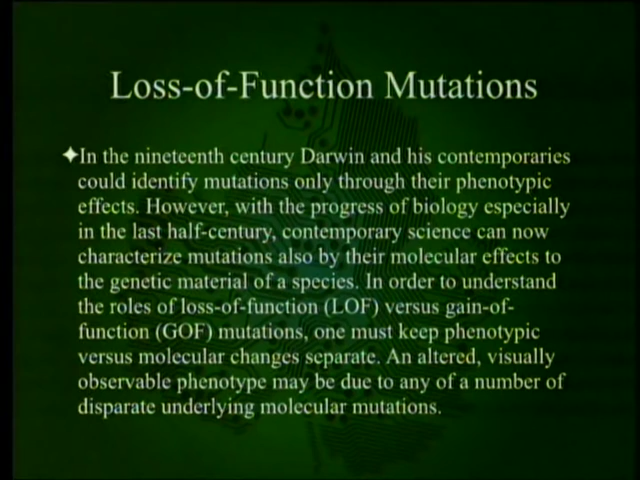 Loss-of-Function Mutations
✦In the nineteenth century Darwin and his contemporaries
could identify mutations only through their phenotypic
effects. However, with the progress of biology especially
in the last half-century, contemporary science can now
characterize mutations also by their molecular effects to
the genetic material of a species. In order to understand
the roles of loss-of-function (LOF) versus gain-of-
function (GOF) mutations, one must keep phenotypic
versus molecular changes separate. An altered, visually
observable phenotype may be due to any of a number of
disparate underlying molecular mutations.